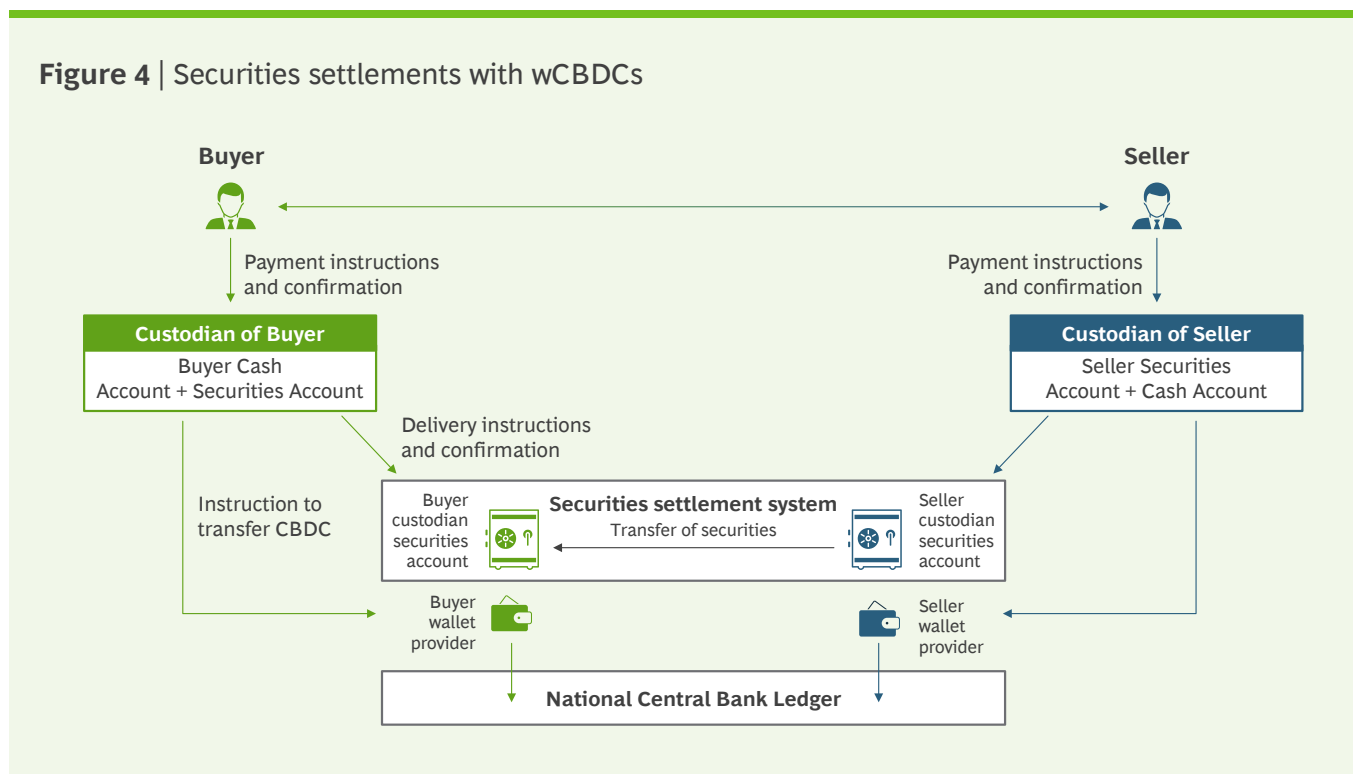 Figure 4 | Securities settlements with wCBDCs
Buyer
Seller
Payment instructions
and confirmation
Payment instructions
and confirmation
Custodian of Buyer
Buyer Cash
Account + Securities Account
Custodian of Seller
Seller Securities
Account + Cash Account
Delivery instructions
and confirmation
Instruction to
transfer CBDC
Buyer
custodian
securities
account
Securities settlement system
Transfer of securities
Seller
custodian
securities
account
Buyer
wallet
provider
Seller
wallet
provider
National Central Bank Ledger